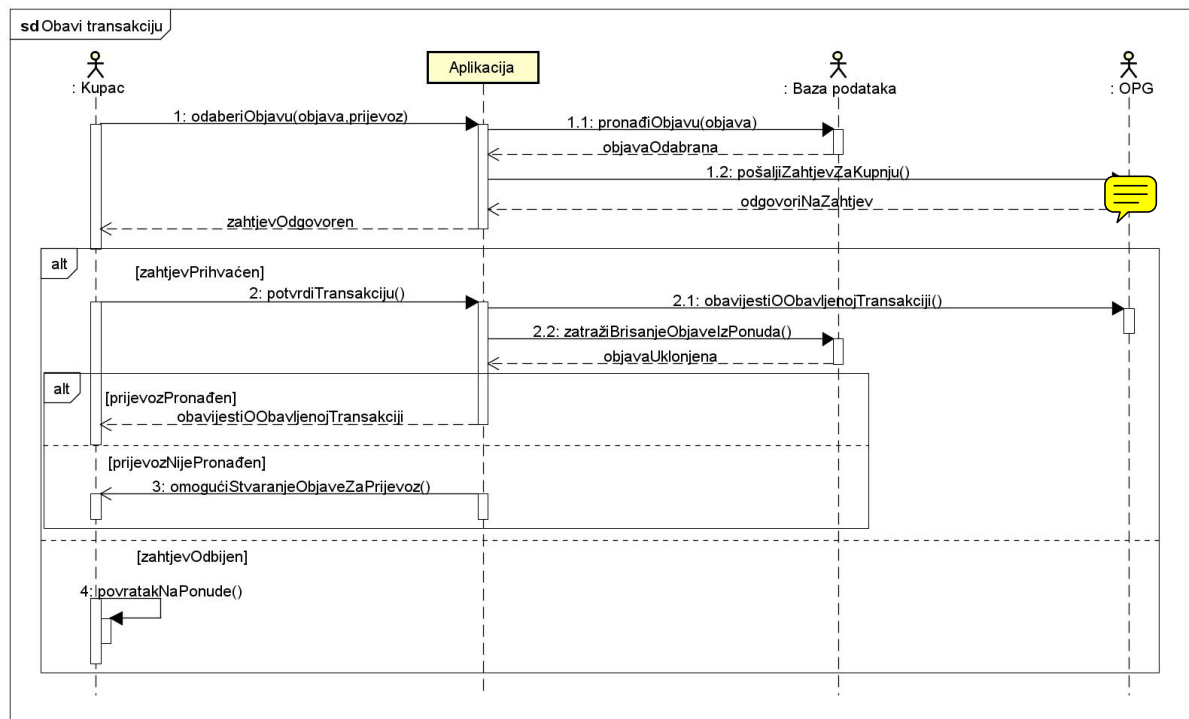 sd Obavi transakciju
: Kupac
Aplikacija
: Baza podataka
: OPG
1: odaberiObjavu(objava,prijevoz)
1.1: pronađiObjavu(objava)
objavaOdabrana
1.2: pošaljiZahtjevZaKupnju()
odgovoriNaZahtjev
zahtjevOdgovoren
alt
[zahtjevPrihvaćen]
2: potvrdiTransakciju()
2.1: obavijestiOObavljenojTransakciji()
2.2: zatražiBrisanjeObjaveIzPonuda()
objavaUklonjena
alt
[prijevozPronađen]
obavijestiOObavljenojTransakciji
[prijevozNijePronađen]
3: omogućiStvaranjeObjaveZaPrijevoz()
[zahtjevOdbijen]
4: povratakNaPonude()